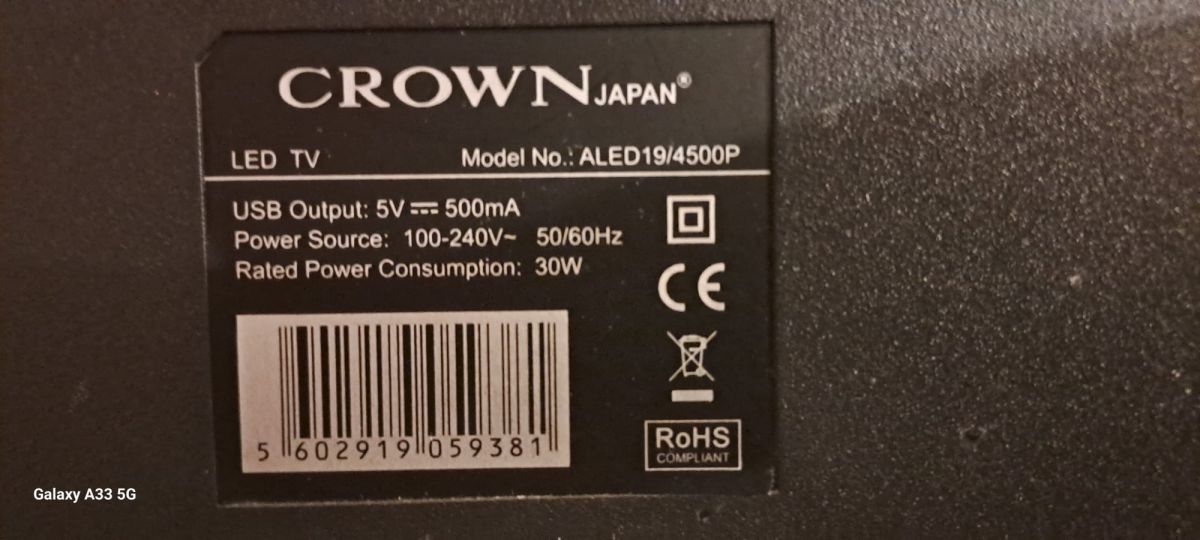 CROWN JAPAN®
LED TV Model No.: ALED19/4500P
USB Output: 5V ⎓ 500mA
Power Source: 100-240V~ 50/60Hz
Rated Power Consumption: 30W
CE
5 602919 059381
RoHS
COMPLIANT
Galaxy A33 5G